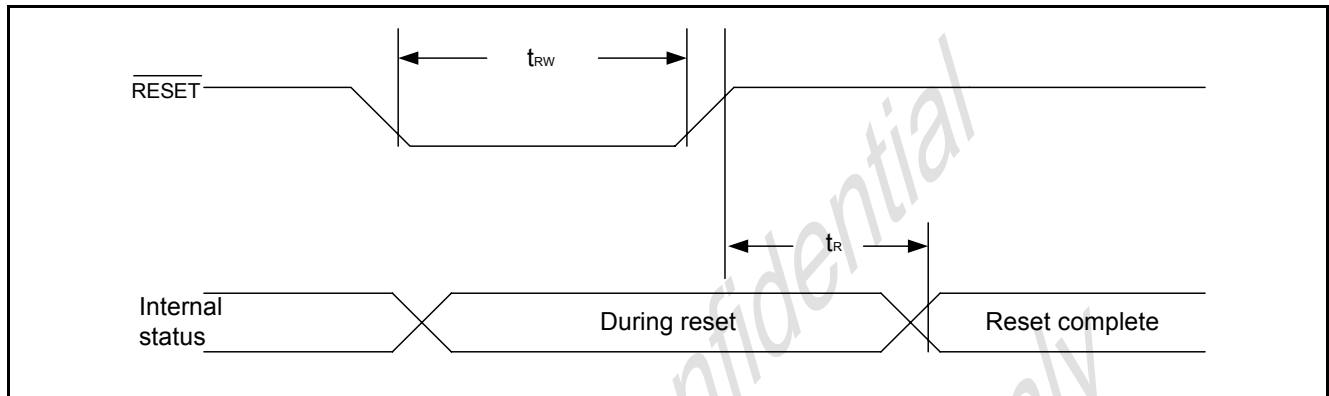 tRW
RESET
tR
Internal
status
During reset
Reset complete